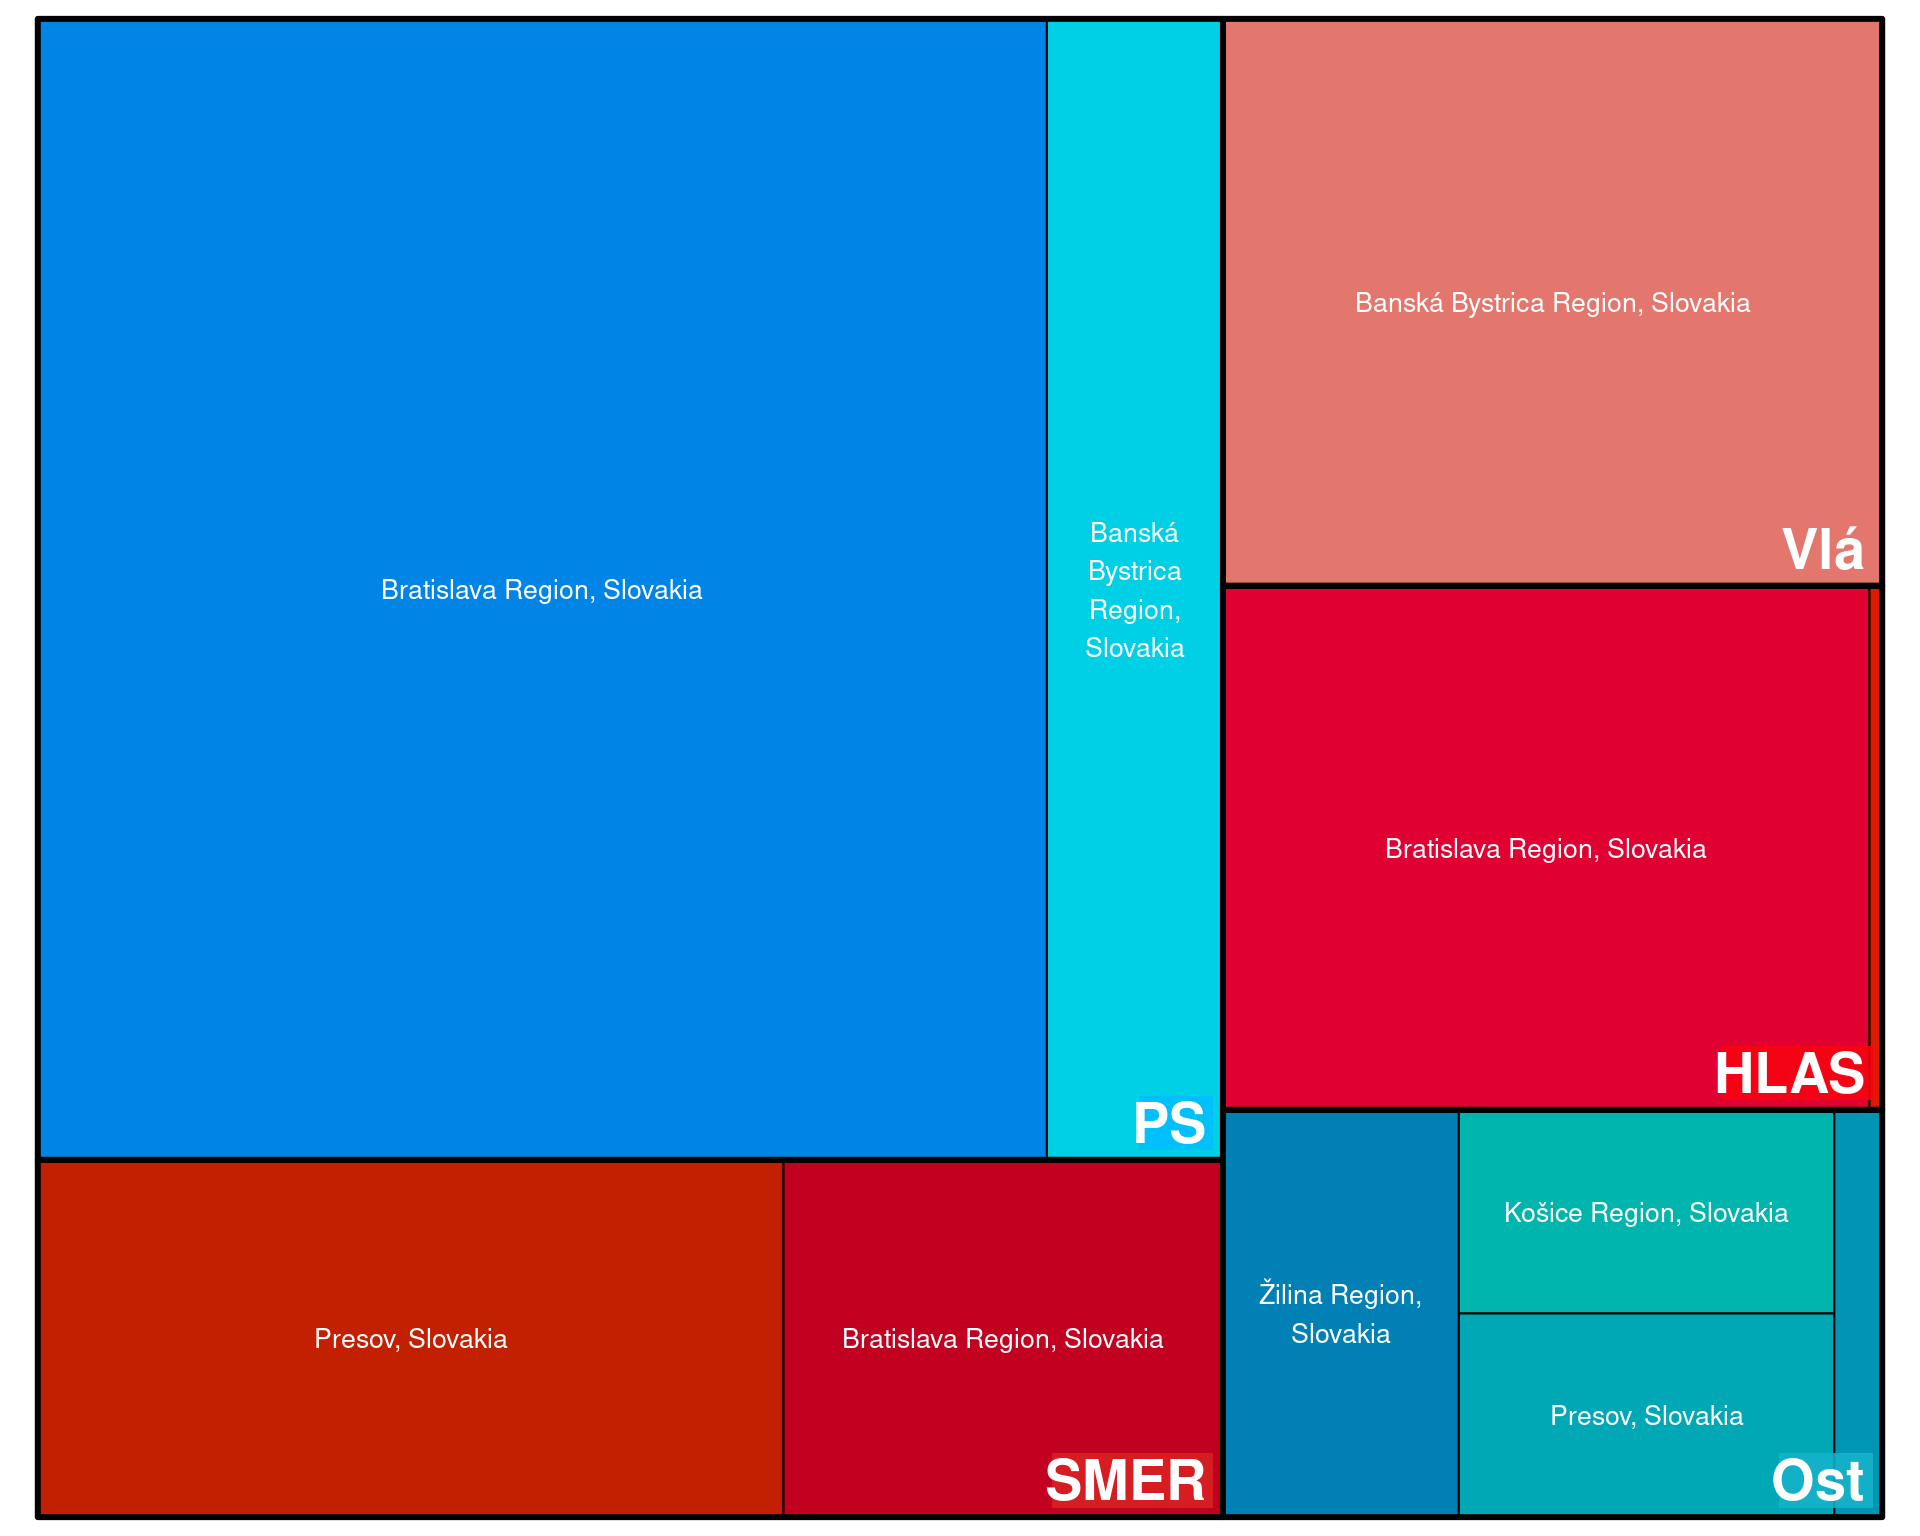 Bratislava Region, Slovakia
Banská
Bystrica
Region,
Slovakia
PS
Presov, Slovakia
Bratislava Region, Slovakia
SMER
Banská Bystrica Region, Slovakia
Vlá
Bratislava Region, Slovakia
HLAS
Žilina Region,
Slovakia
Košice Region, Slovakia
Presov, Slovakia
Ost